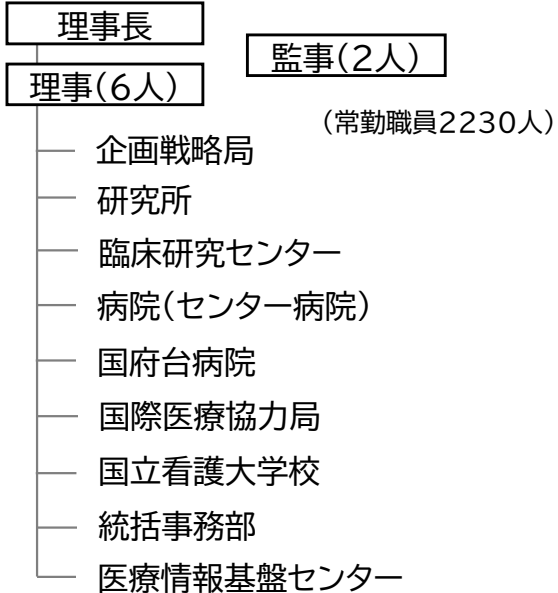 理事長
監事(2人)
理事(6人)
(常勤職員2230人)
企画戦略局
研究所
臨床研究センター
病院(センター病院)
国府台病院
国際医療協力局
国立看護大学校
統括事務部
医療情報基盤センター